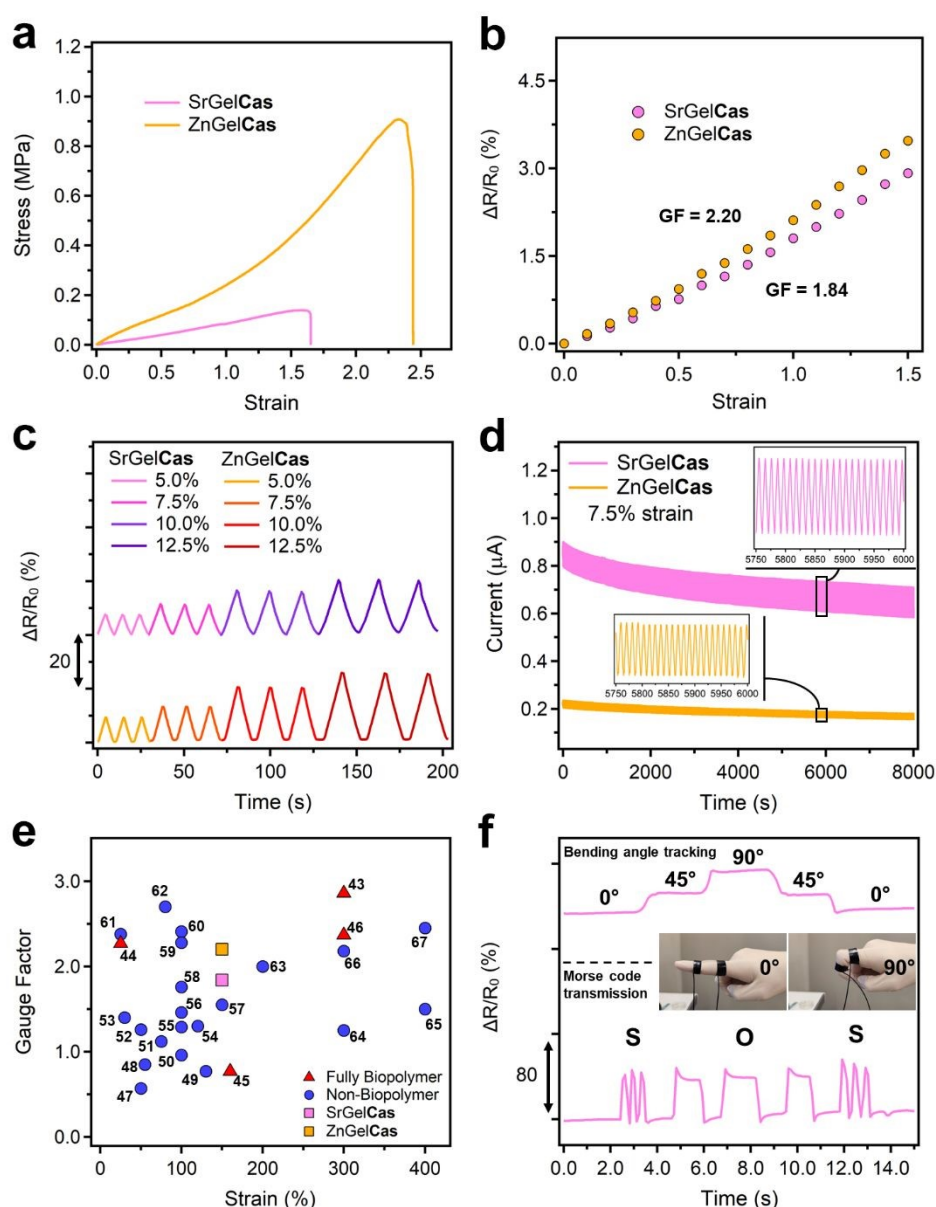 a
1.2
1.0
0.8
0.6
0.4
0.2
0.0
Stress (MPa)
SrGelCas
ZnGelCas
0.0 0.5 1.0 1.5 2.0 2.5
Strain
b
4.5
3.0
1.5
0.0
ΔR/R₀ (%)
SrGelCas
ZnGelCas
GF = 2.20
GF = 1.84
0.0 0.5 1.0 1.5
Strain
c
SrGelCas ZnGelCas
5.0% 5.0%
7.5% 7.5%
10.0% 10.0%
12.5% 12.5%
ΔR/R₀ (%)
20
0 50 100 150 200
Time (s)
d
1.2
1.0
0.8
0.6
0.4
0.2
Current (μA)
SrGelCas
ZnGelCas
7.5% strain
5750 5800 5850 5900 5950 6000
5750 5800 5850 5900 5950 6000
0 2000 4000 6000 8000
Time (s)
e
3.0
2.0
1.0
0.0
Gauge Factor
62
43
61
60
46
67
44
59
66
58
63
53
56
57
52
55
54
65
51
64
48
50
49
45
47
Fully Biopolymer
Non-Biopolymer
SrGelCas
ZnGelCas
0 100 200 300 400
Strain (%)
f
Bending angle tracking
90°
45° 45°
0° 0°
Morse code
transmission
0° 90°
ΔR/R₀ (%)
S O S
80
0.0 2.0 4.0 6.0 8.0 10.0 12.0 14.0
Time (s)